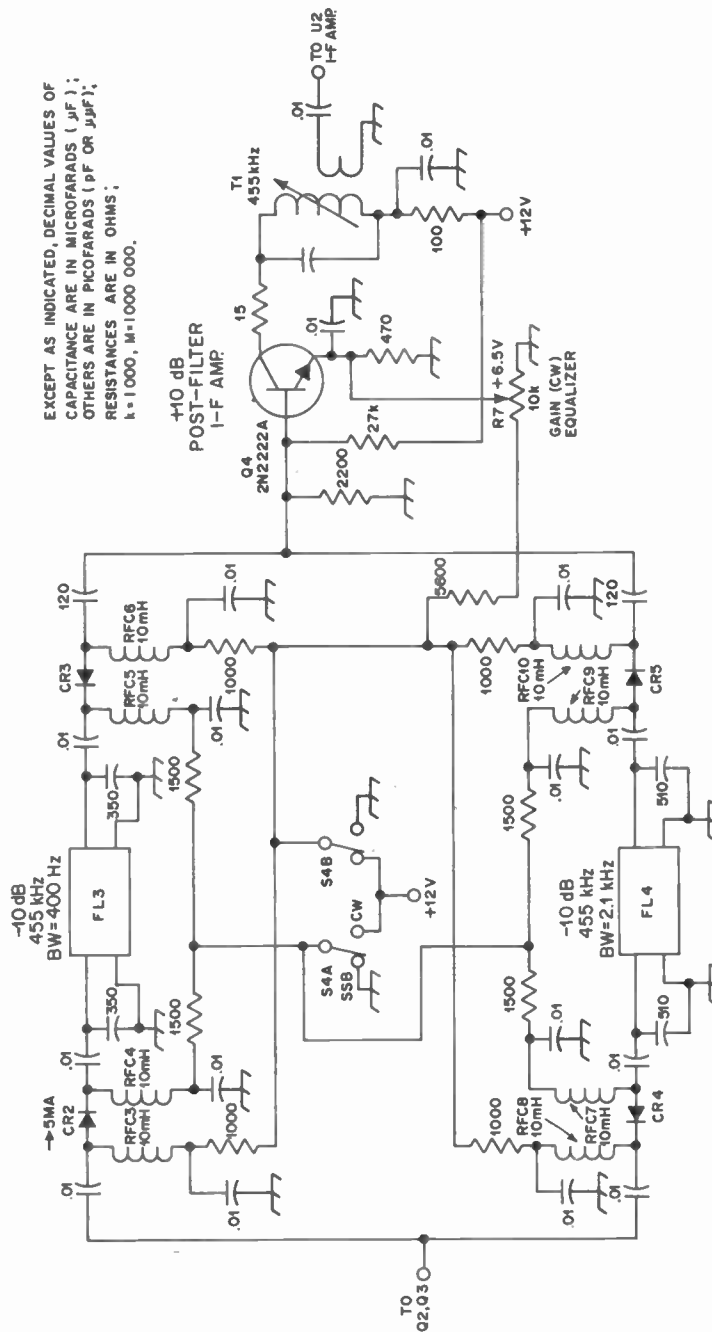 EXCEPT AS INDICATED, DECIMAL VALUES OF
CAPACITANCE ARE IN MICROFARADS ( µF ) ;
OTHERS ARE IN PICOFARADS ( pF OR µµF);
RESISTANCES ARE IN OHMS ;
k=1000, M=1000 000.
-10 dB
455 kHz
BW=400 Hz
FL3
350
350
.01
.01
→5MA
CR2
.01
RFC3
10mH
RFC4
10mH
.01
.01
1000
1500
1500
CR3
RFC5
10mH
RFC6
10mH
.01
.01
1000
120
+10 dB
POST-FILTER
I-F AMP.
Q4
2N2222A
15
T1
455kHz
.01
TO U2
I-F AMP.
.01
100
+12V
.01
470
27k
2200
R7
+6.5V
10k
GAIN (CW)
EQUALIZER
5600
S4A
SSB
CW
S4B
+12V
TO
Q2,Q3
1000
RFC8
10mH
RFC7
10mH
.01
.01
1500
1500
.01
1000
.01
RFC10
10mH
RFC9
10mH
CR4
.01
.01
CR5
.01
120
-10 dB
455 kHz
BW=2.1 kHz
FL4
510
510